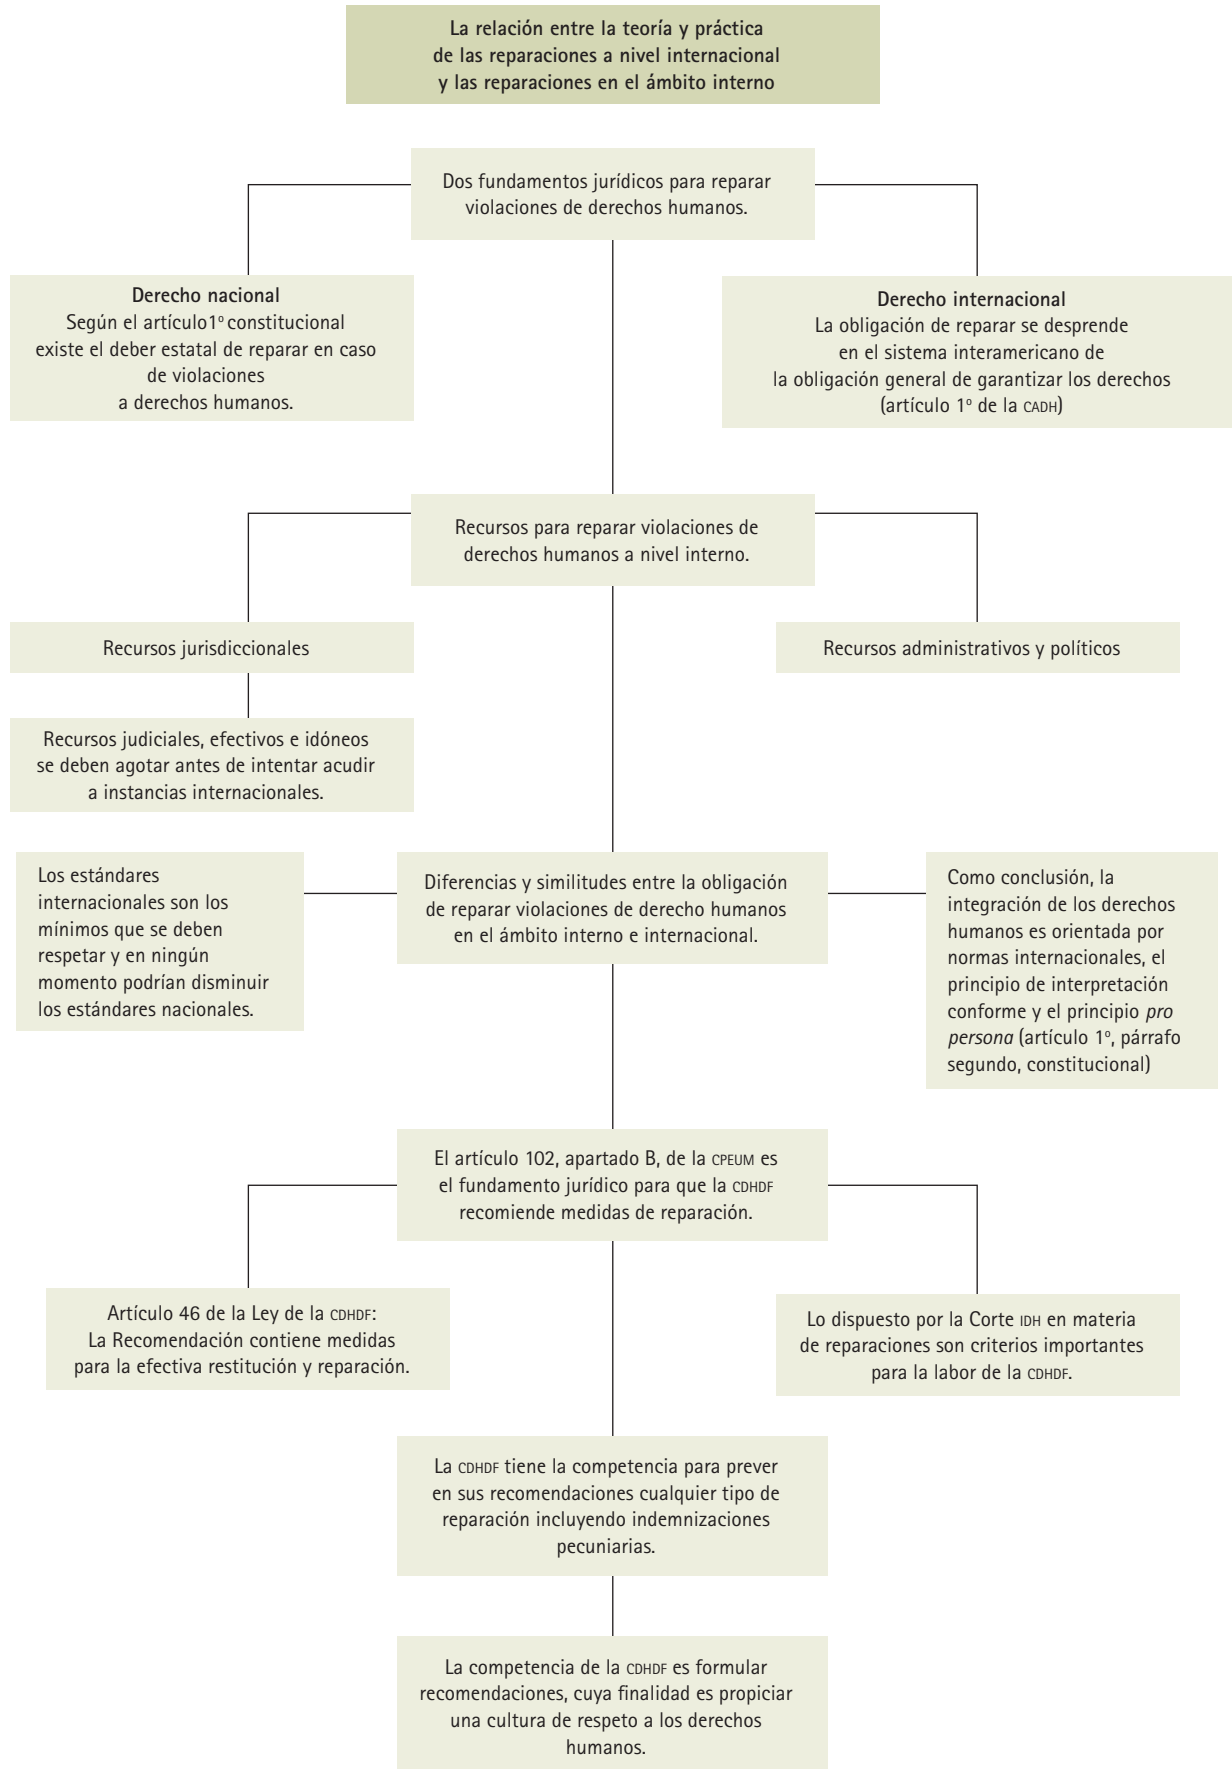 La relación entre la teoría y práctica
de las reparaciones a nivel internacional
y las reparaciones en el ámbito interno
Dos fundamentos jurídicos para reparar
violaciones de derechos humanos.
Derecho nacional
Según el artículo1º constitucional
existe el deber estatal de reparar en caso
de violaciones
a derechos humanos.
Derecho internacional
La obligación de reparar se desprende
en el sistema interamericano de
la obligación general de garantizar los derechos
(artículo 1º de la CADH)
Recursos para reparar violaciones de
derechos humanos a nivel interno.
Recursos jurisdiccionales
Recursos administrativos y políticos
Recursos judiciales, efectivos e idóneos
se deben agotar antes de intentar acudir
a instancias internacionales.
Los estándares
internacionales son los
mínimos que se deben
respetar y en ningún
momento podrían disminuir
los estándares nacionales.
Diferencias y similitudes entre la obligación
de reparar violaciones de derecho humanos
en el ámbito interno e internacional.
Como conclusión, la
integración de los derechos
humanos es orientada por
normas internacionales, el
principio de interpretación
conforme y el principio pro
persona (artículo 1º, párrafo
segundo, constitucional)
El artículo 102, apartado B, de la CPEUM es
el fundamento jurídico para que la CDHDF
recomiende medidas de reparación.
Artículo 46 de la Ley de la CDHDF:
La Recomendación contiene medidas
para la efectiva restitución y reparación.
Lo dispuesto por la Corte IDH en materia
de reparaciones son criterios importantes
para la labor de la CDHDF.
La CDHDF tiene la competencia para prever
en sus recomendaciones cualquier tipo de
reparación incluyendo indemnizaciones
pecuniarias.
La competencia de la CDHDF es formular
recomendaciones, cuya finalidad es propiciar
una cultura de respeto a los derechos
humanos.